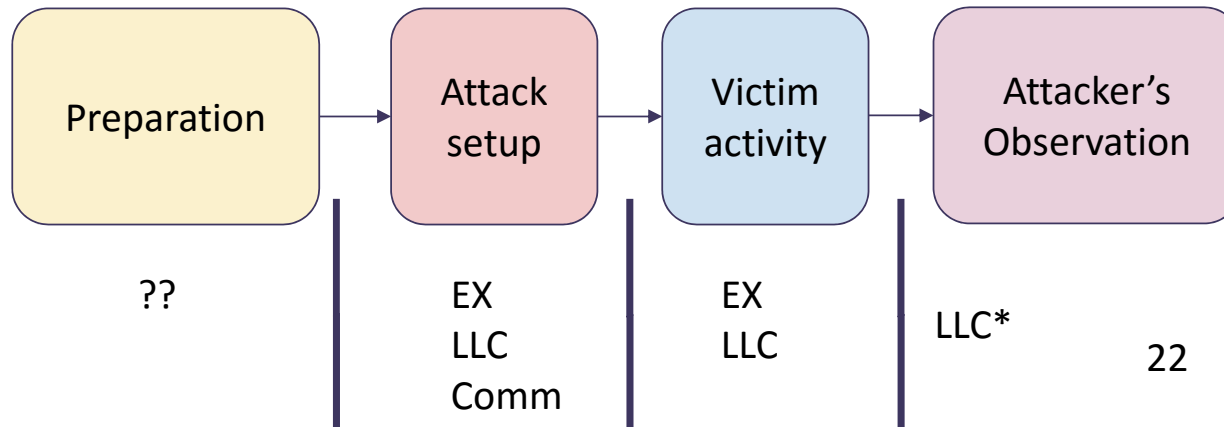 Preparation
Attack
setup
Victim
activity
Attacker’s
Observation
??
EX
LLC
Comm
EX
LLC
LLC*
22